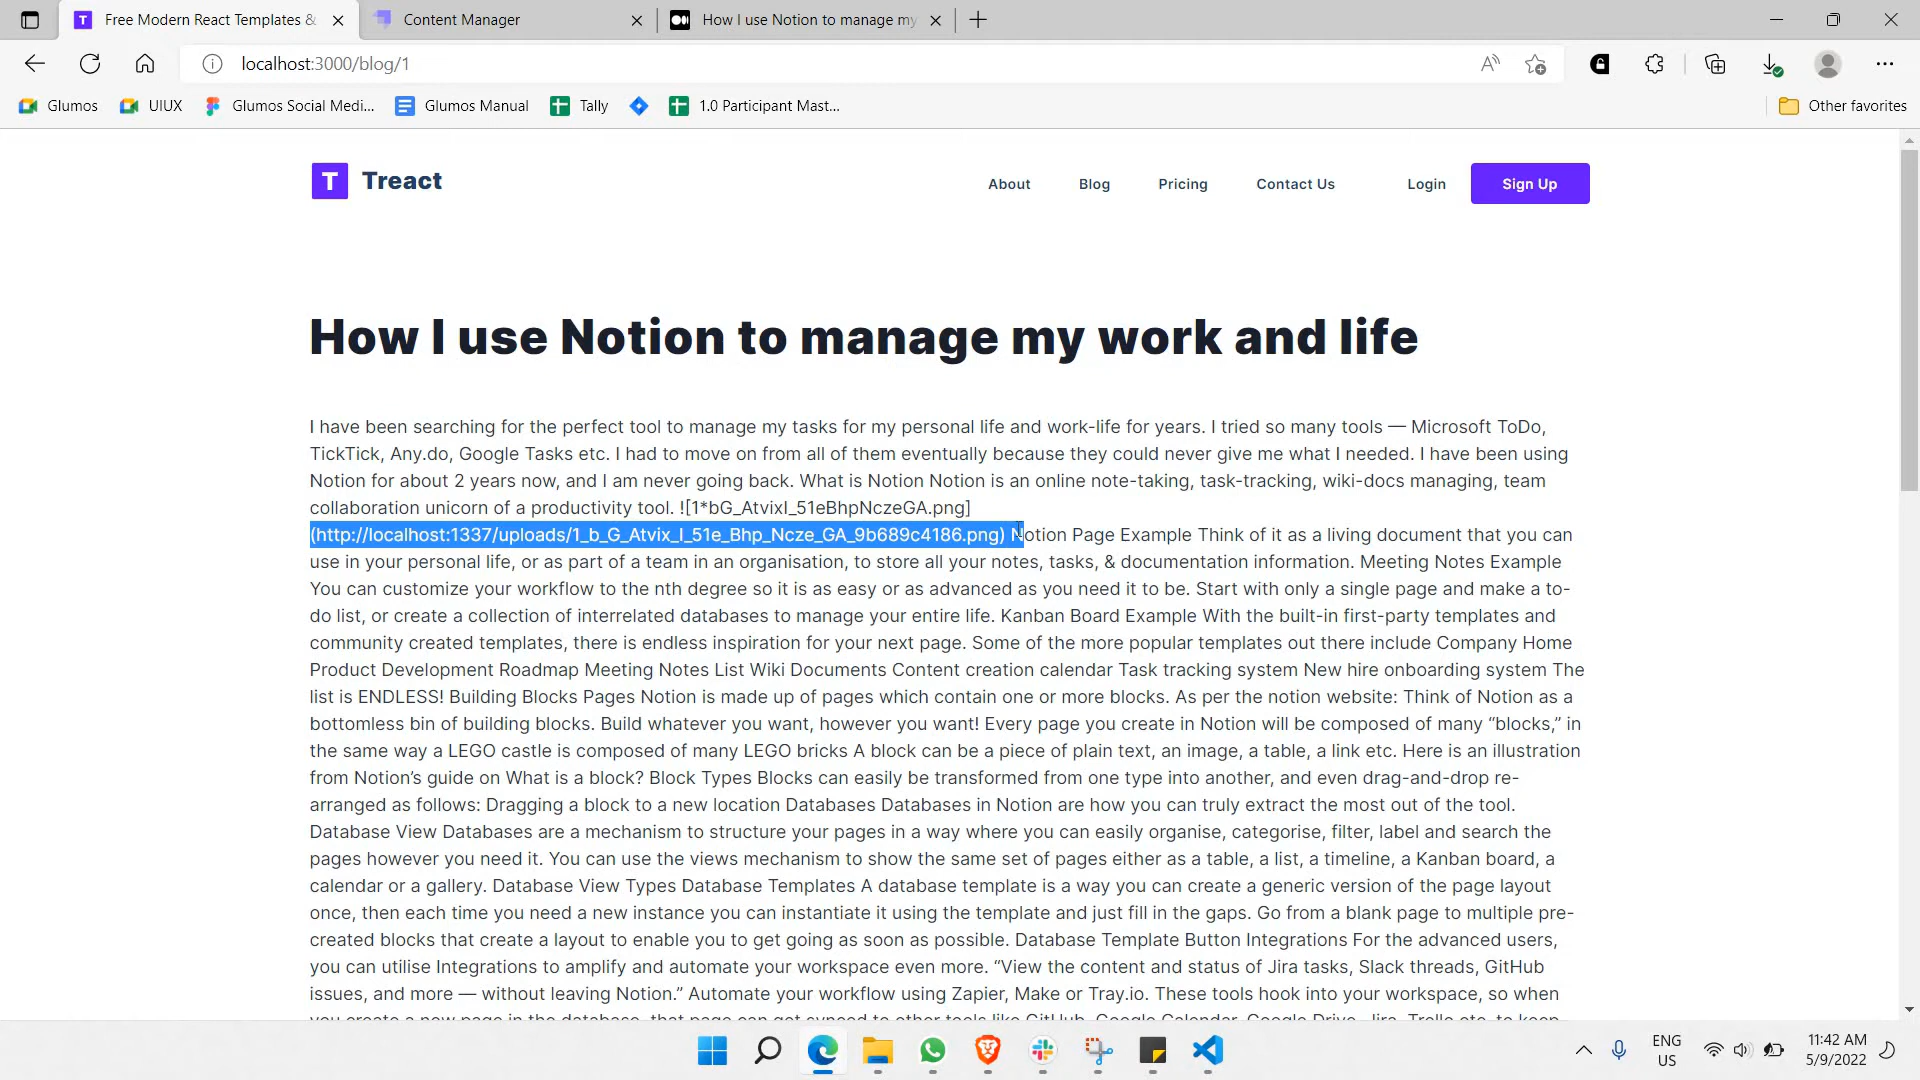 Free Modern React Templates &
Content Manager
How I use Notion to manage my
localhost:3000/blog/1
Glumos
UIUX
Glumos Social Medi...
Glumos Manual
Tally
1.0 Participant Mast...
Other favorites
T Treact
About
Blog
Pricing
Contact Us
Login
Sign Up
How I use Notion to manage my work and life
I have been searching for the perfect tool to manage my tasks for my personal life and work-life for years. I tried so many tools — Microsoft ToDo,
TickTick, Any.do, Google Tasks etc. I had to move on from all of them eventually because they could never give me what I needed. I have been using
Notion for about 2 years now, and I am never going back. What is Notion Notion is an online note-taking, task-tracking, wiki-docs managing, team
collaboration unicorn of a productivity tool. ![1*bG_AtvixI_51eBhpNczeGA.png]
(http://localhost:1337/uploads/1_b_G_Atvix_I_51e_Bhp_Ncze_GA_9b689c4186.png) Notion Page Example Think of it as a living document that you can
use in your personal life, or as part of a team in an organisation, to store all your notes, tasks, & documentation information. Meeting Notes Example
You can customize your workflow to the nth degree so it is as easy or as advanced as you need it to be. Start with only a single page and make a to-
do list, or create a collection of interrelated databases to manage your entire life. Kanban Board Example With the built-in first-party templates and
community created templates, there is endless inspiration for your next page. Some of the more popular templates out there include Company Home
Product Development Roadmap Meeting Notes List Wiki Documents Content creation calendar Task tracking system New hire onboarding system The
list is ENDLESS! Building Blocks Pages Notion is made up of pages which contain one or more blocks. As per the notion website: Think of Notion as a
bottomless bin of building blocks. Build whatever you want, however you want! Every page you create in Notion will be composed of many “blocks,” in
the same way a LEGO castle is composed of many LEGO bricks A block can be a piece of plain text, an image, a table, a link etc. Here is an illustration
from Notion’s guide on What is a block? Block Types Blocks can easily be transformed from one type into another, and even drag-and-drop re-
arranged as follows: Dragging a block to a new location Databases Databases in Notion are how you can truly extract the most out of the tool.
Database View Databases are a mechanism to structure your pages in a way where you can easily organise, categorise, filter, label and search the
pages however you need it. You can use the views mechanism to show the same set of pages either as a table, a list, a timeline, a Kanban board, a
calendar or a gallery. Database View Types Database Templates A database template is a way you can create a generic version of the page layout
once, then each time you need a new instance you can instantiate it using the template and just fill in the gaps. Go from a blank page to multiple pre-
created blocks that create a layout to enable you to get going as soon as possible. Database Template Button Integrations For the advanced users,
you can utilise Integrations to amplify and automate your workspace even more. “View the content and status of Jira tasks, Slack threads, GitHub
issues, and more — without leaving Notion.” Automate your workflow using Zapier, Make or Tray.io. These tools hook into your workspace, so when
you create a new page in the database, that page can get synced to other tools like GitHub, Google Calendar, Google Drive, Jira, Trello etc. to keep
ENG
US
11:42 AM
5/9/2022